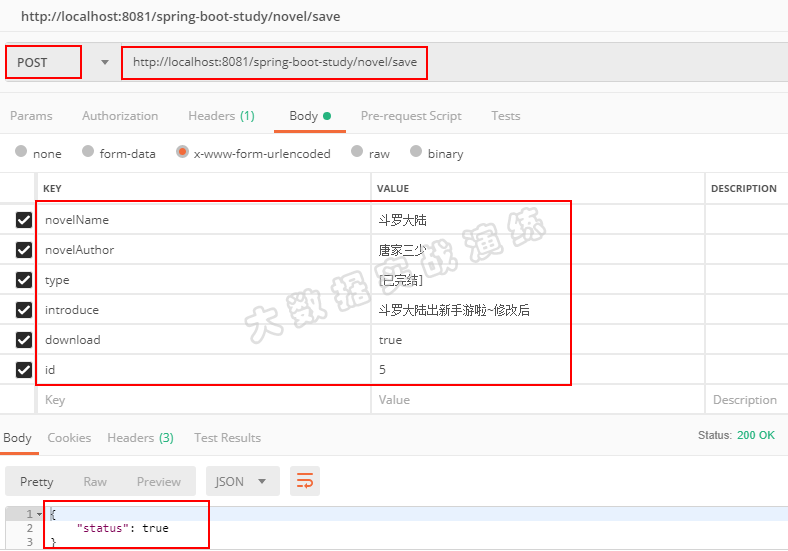 http://localhost:8081/spring-boot-study/novel/save
POST http://localhost:8081/spring-boot-study/novel/save
Params Authorization Headers (1) Body Pre-request Script Tests
none form-data x-www-form-urlencoded raw binary
KEY VALUE DESCRIPTION
novelName 斗罗大陆
novelAuthor 唐家三少
type [已完结]
introduce 斗罗大陆出新手游啦~修改后
download true
id 5
Key Value Description
大数据实战演练
Body Cookies Headers (3) Test Results Status: 200 OK
Pretty Raw Preview JSON
1 {
2 "status": true
3 }